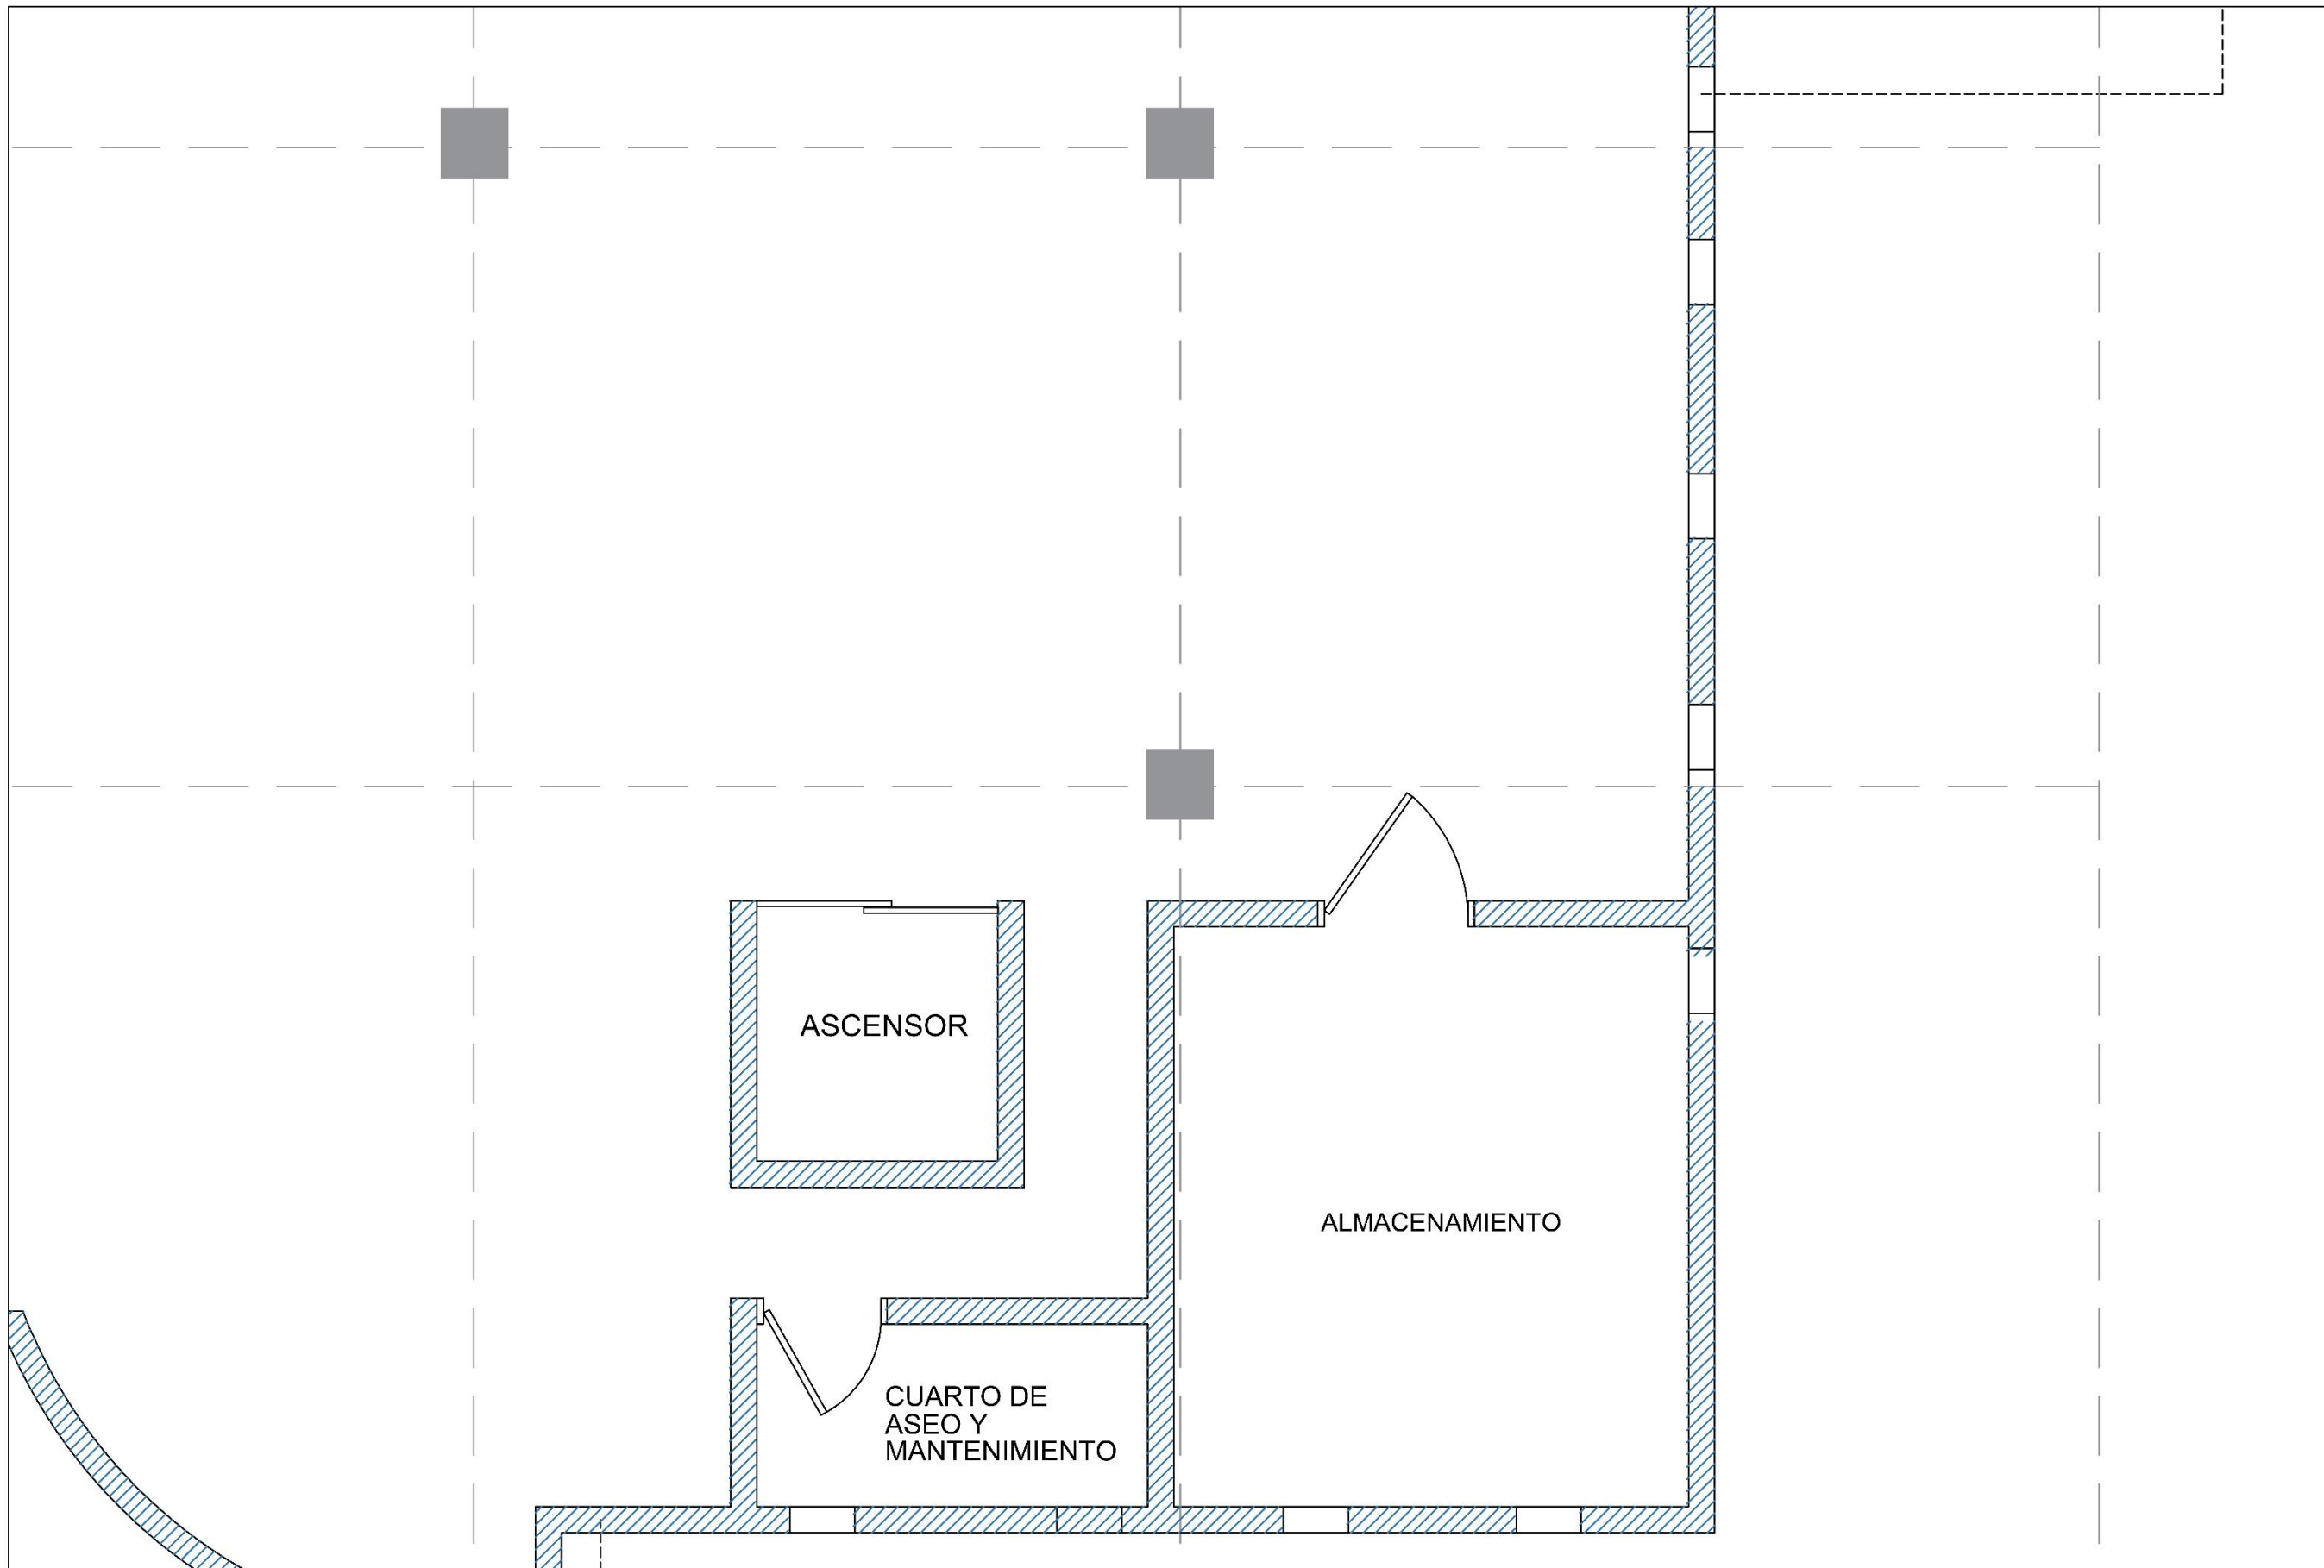 ASCENSOR
ALMACENAMIENTO
CUARTO DE
ASEO Y
MANTENIMIENTO